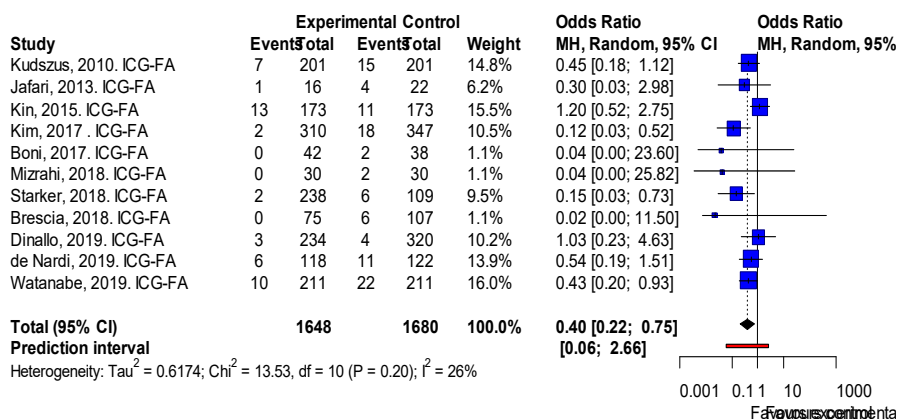 Experimental Control Odds Ratio Odds Ratio
Study Events Total Events Total Weight MH, Random, 95% CI MH, Random, 95%
Kudszus, 2010. ICG-FA 7 201 15 201 14.8% 0.45 [0.18; 1.12]
Jafari, 2013. ICG-FA 1 16 4 22 6.2% 0.30 [0.03; 2.98]
Kin, 2015. ICG-FA 13 173 11 173 15.5% 1.20 [0.52; 2.75]
Kim, 2017 . ICG-FA 2 310 18 347 10.5% 0.12 [0.03; 0.52]
Boni, 2017. ICG-FA 0 42 2 38 1.1% 0.04 [0.00; 23.60]
Mizrahi, 2018. ICG-FA 0 30 2 30 1.1% 0.04 [0.00; 25.82]
Starker, 2018. ICG-FA 2 238 6 109 9.5% 0.15 [0.03; 0.73]
Brescia, 2018. ICG-FA 0 75 6 107 1.1% 0.02 [0.00; 11.50]
Dinallo, 2019. ICG-FA 3 234 4 320 10.2% 1.03 [0.23; 4.63]
de Nardi, 2019. ICG-FA 6 118 11 122 13.9% 0.54 [0.19; 1.51]
Watanabe, 2019. ICG-FA 10 211 22 211 16.0% 0.43 [0.20; 0.93]
Total (95% CI) 1648 1680 100.0% 0.40 [0.22; 0.75]
Prediction interval [0.06; 2.66]
Heterogeneity: Tau² = 0.6174; Chi² = 13.53, df = 10 (P = 0.20); I² = 26%
0.001 0.1 1 10 1000